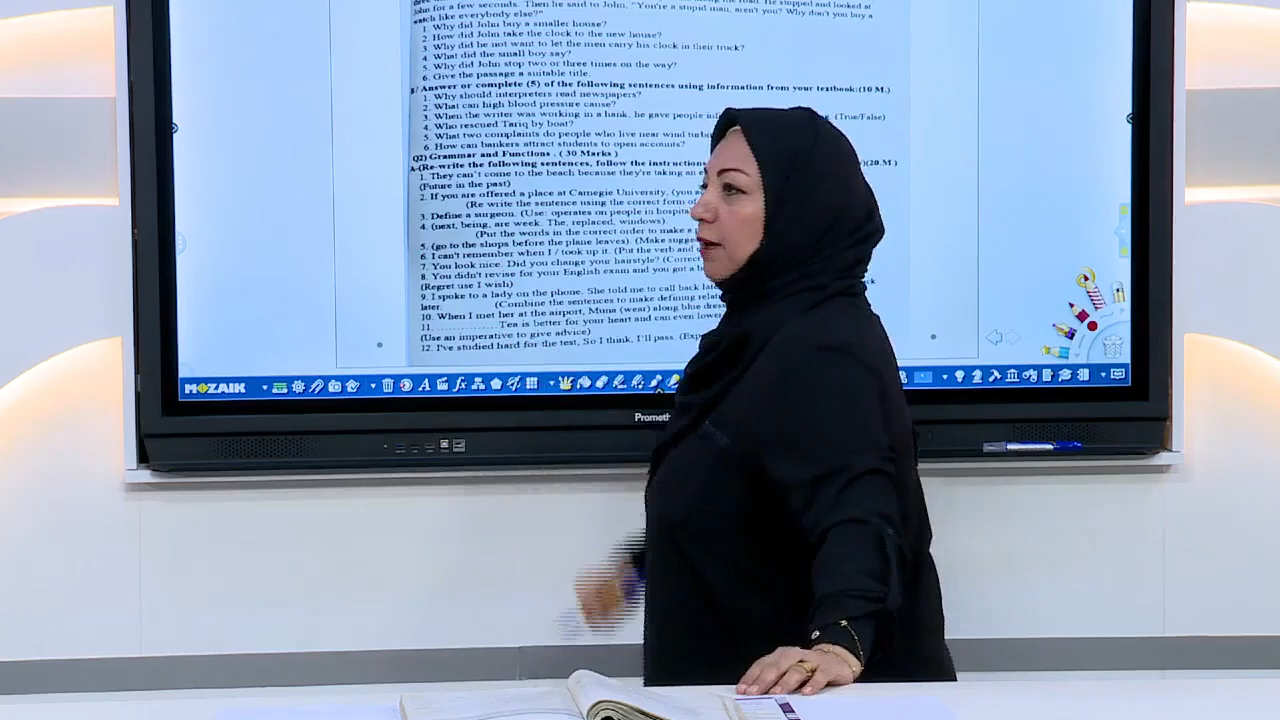 John for a few seconds. Then he said to John, "You're a stupid man, aren't you? Why don't you buy a
watch like everybody else?"
1. Why did John buy a smaller house?
2. How did John take the clock to the new house?
3. Why did he not want to let the men carry his clock in their truck?
4. What did the small boy say?
5. Why did John stop two or three times on the way?
6. Give the passage a suitable title.
B/ Answer or complete (5) of the following sentences using information from your textbook:(10 M.)
1. Why should interpreters read newspapers?
2. What can high blood pressure cause?
3. When the writer was working in a bank, he gave people (True/False)
4. Who rescued Tariq by boat?
5. What two complaints do people who live near wind
6. How can bankers attract students to open accounts?
Q2) Grammar and Functions . ( 30 Marks )
A-(Re-write the following sentences, follow the )(20.M )
1. They can't come to the beach because they're taking an
(Future in the past)
2. If you are offered a place at Carnegie University, (you
(Re write the sentence using the correct form of
3. Define a surgeon. (Use: operates on people in
4. (next, being, are week. The, replaced, windows).
(Put the words in the correct order to make
5. (go to the shops before the plane leaves). (Make
6. I can't remember when I / took up it. (Put the verb and
7. You look nice. Did you change your hairstyle?
8. You didn't revise for your English exam and you got a
(Regret use I wish)
9. I spoke to a lady on the phone. She told me to call back
later. (Combine the sentences to make defining
10. When I met her at the airport, Muna (wear) along blue
11. ................ Tea is better for your heart and can even lower
(Use an imperative to give advice)
12. I've studied hard for the test, So I think, I'll pass.
MOZAIK